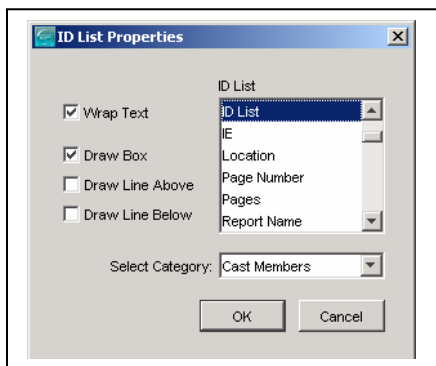 ID List Properties
ID List
Wrap Text
ID List
IE
Draw Box
Location
Draw Line Above
Page Number
Pages
Draw Line Below
Report Name
Select Category: Cast Members
OK Cancel